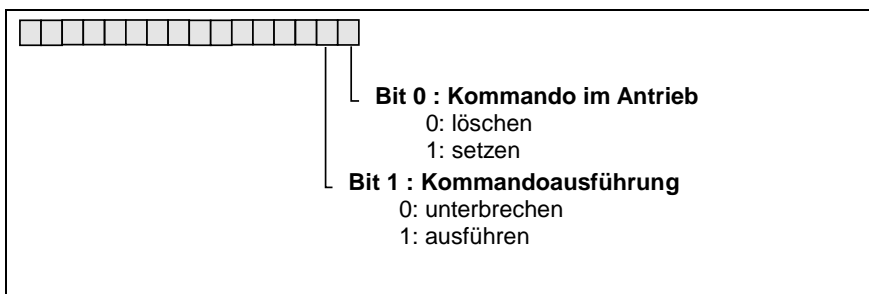 Bit 0 : Kommando im Antrieb
0: löschen
1: setzen
Bit 1 : Kommandoausführung
0: unterbrechen
1: ausführen